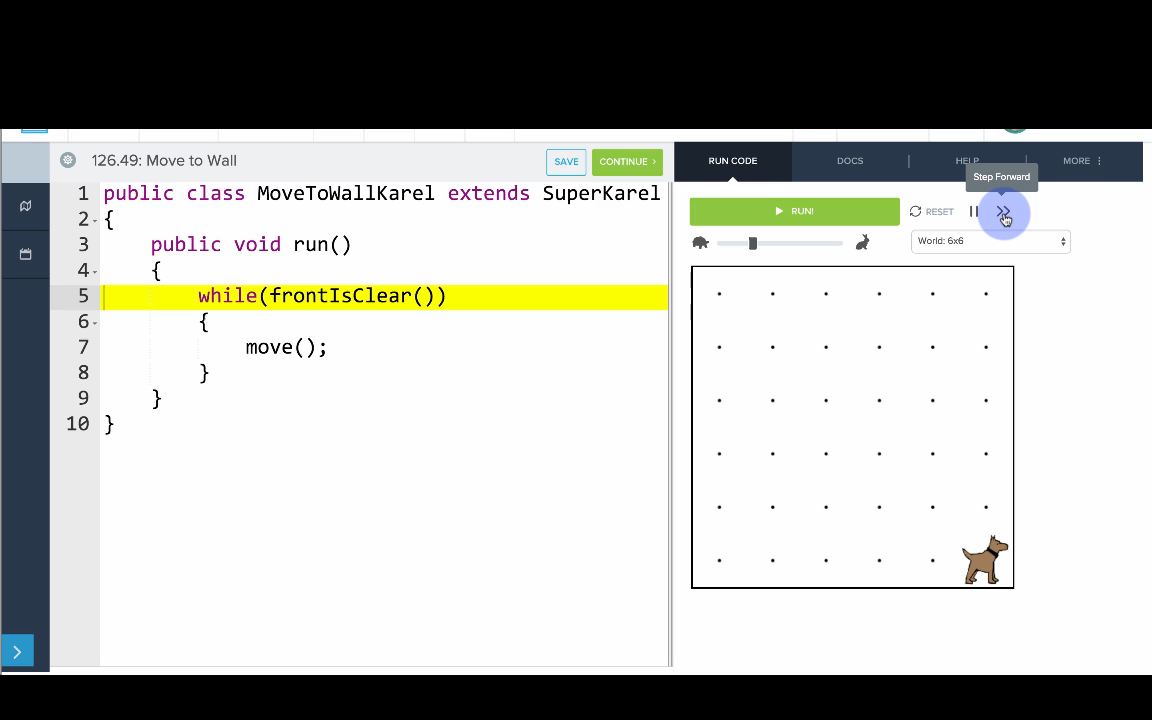 126.49: Move to Wall
SAVE
CONTINUE >
RUN CODE
DOCS
HELP
MORE
Step Forward
RUN!
RESET
World: 6x6
1 public class MoveToWallKarel extends SuperKarel
2 {
3 public void run()
4 {
5 while(frontIsClear())
6 {
7 move();
8 }
9 }
10 }